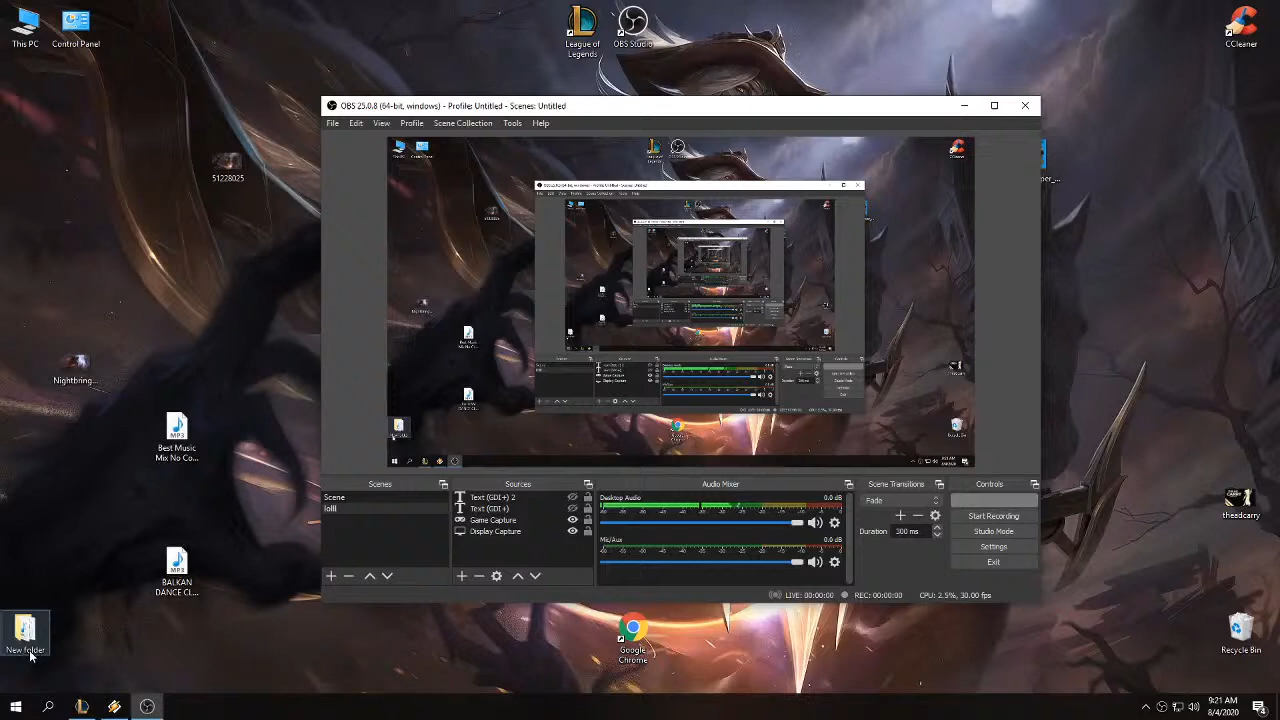 This PC
Control Panel
League of
Legends
OBS Studio
CCleaner
OBS 25.0.8 (64-bit, windows) - Profile: Untitled - Scenes: Untitled
File Edit View Profile Scene Collection Tools Help
51228025
Nightbring...
Best Music
Mix No Co...
BALKAN
DANCE CL...
New folder
Scenes
Scene
lolli
Sources
Text (GDI+) 2
Text (GDI+)
Game Capture
Display Capture
Audio Mixer
Desktop Audio 0.0 dB
Mic/Aux 0.0 dB
Scene Transitions
Fade
Duration 300 ms
Controls
Start Recording
Studio Mode
Settings
Exit
LIVE: 00:00:00 REC: 00:00:00 CPU: 2.5%, 30.00 fps
Google
Chrome
theadcarry
Recycle Bin
9:21 AM
8/4/2020